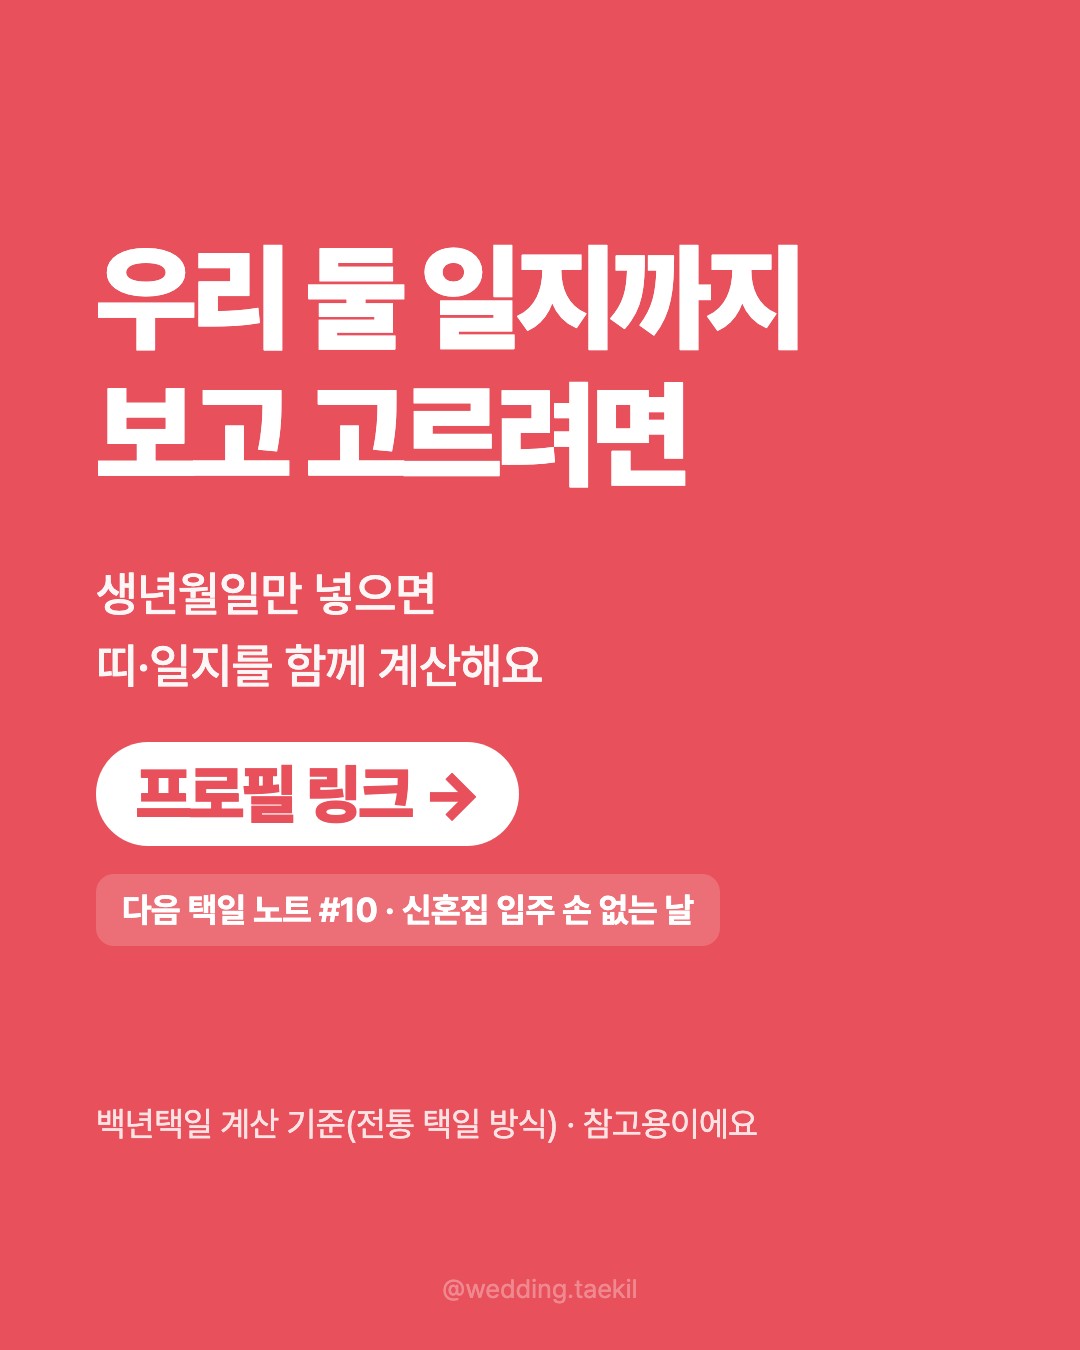 우리 둘 일지까지
보고 고르려면
생년월일만 넣으면
띠·일지를 함께 계산해요
프로필 링크 →
다음 택일 노트 #10 · 신혼집 입주 손 없는 날
백년택일 계산 기준(전통 택일 방식) · 참고용이에요
@wedding.taekil